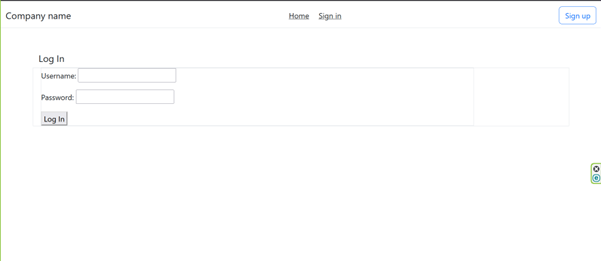 Company name Home Sign in Sign up
Log In
Username:
Password:
Log In